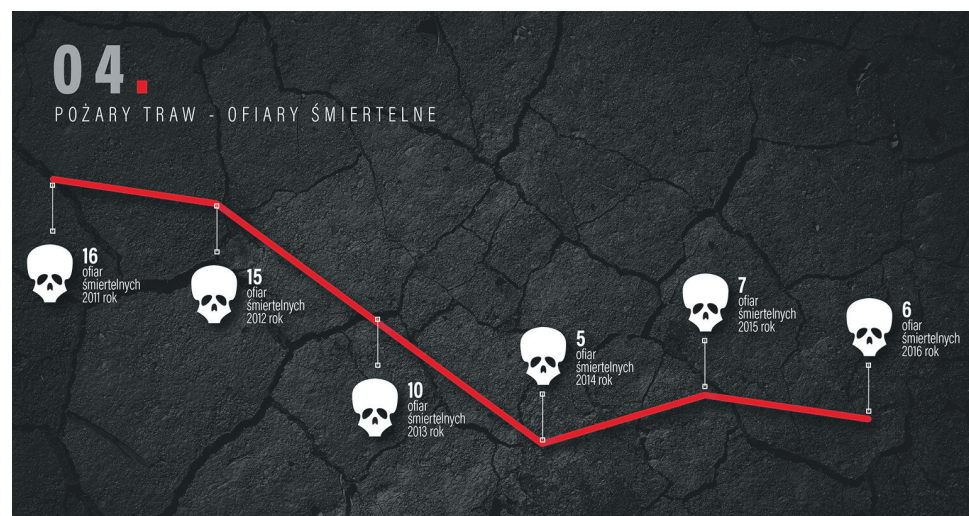 04.
POŻARY TRAW - OFIARY ŚMIERTELNE
16
ofiar
śmiertelnych
2011 rok
15
ofiar
śmiertelnych
2012 rok
10
ofiar
śmiertelnych
2013 rok
5
ofiar
śmiertelnych
2014 rok
7
ofiar
śmiertelnych
2015 rok
6
ofiar
śmiertelnych
2016 rok